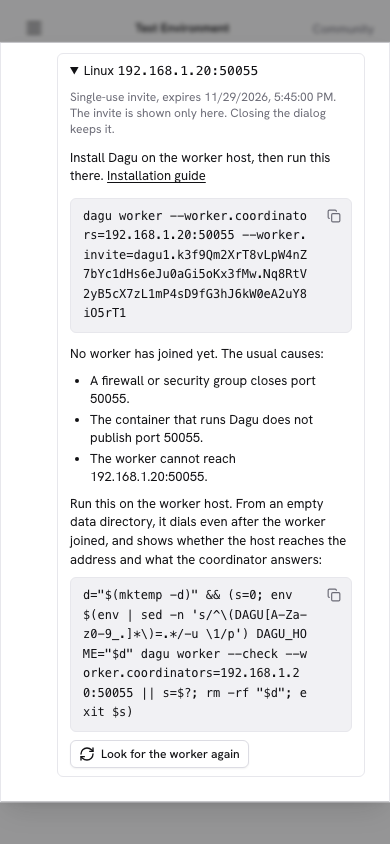 Test Environment
Community
▼ Linux 192.168.1.20:50055
Single-use invite, expires 11/29/2026, 5:45:00 PM.
The invite is shown only here. Closing the dialog
keeps it.
Install Dagu on the worker host, then run this
there. Installation guide
dagu worker --worker.coordinato
rs=192.168.1.20:50055 --worker.
invite=dagu1.k3f9Qm2XrT8vLpW4nZ
7bYc1dHs6eJu0aGi5oKx3fMw.Nq8RtV
2yB5cX7zL1mP4sD9fG3hJ6kW0eA2uY8
iO5rT1
No worker has joined yet. The usual causes:
• A firewall or security group closes port
50055.
• The container that runs Dagu does not
publish port 50055.
• The worker cannot reach
192.168.1.20:50055.
Run this on the worker host. From an empty
data directory, it dials even after the worker
joined, and shows whether the host reaches the
address and what the coordinator answers:
d="$(mktemp -d)" && (s=0; env
$(env | sed -n 's/^\(DAGU[A-Za-
z0-9_.]*\)=.*/-u \1/p') DAGU_HO
ME="$d" dagu worker --check --w
orker.coordinators=192.168.1.2
0:50055 || s=$?; rm -rf "$d"; e
xit $s)
Look for the worker again